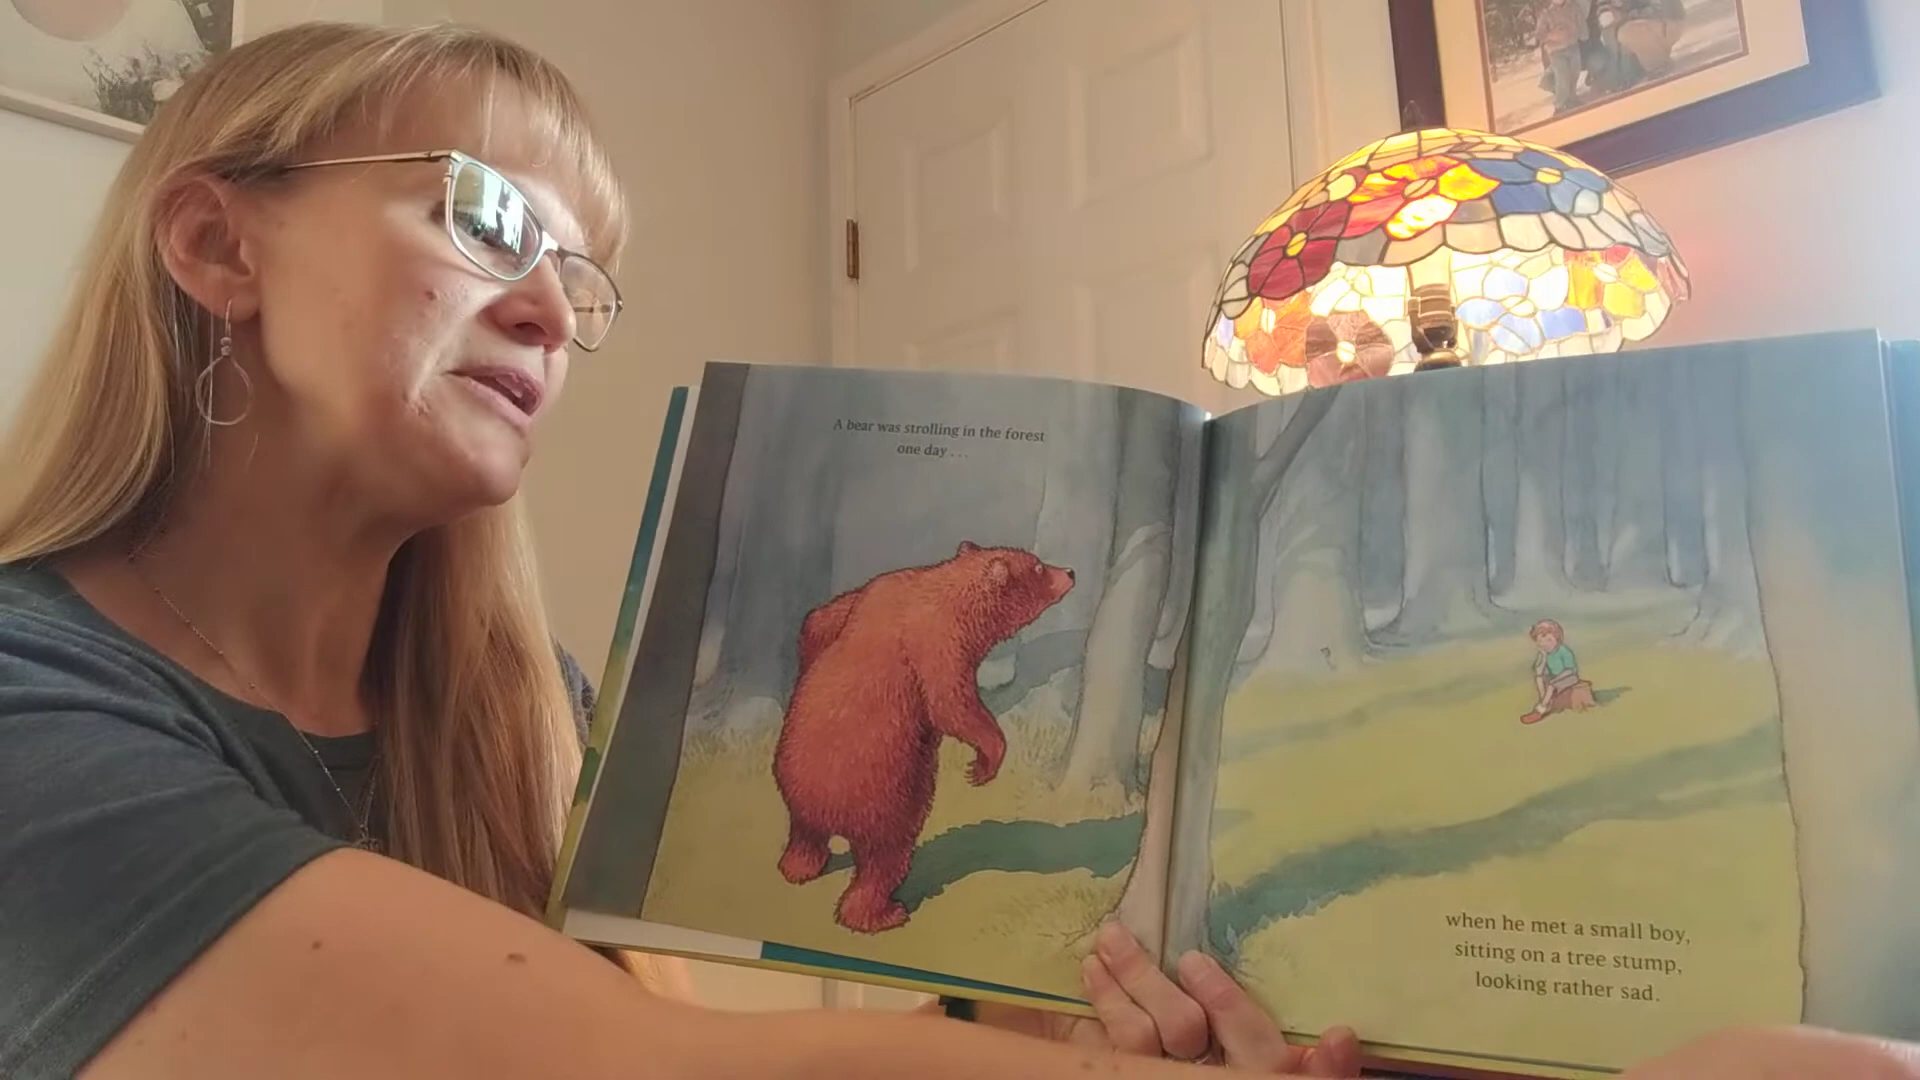 A bear was strolling in the forest
one day . . .
when he met a small boy,
sitting on a tree stump,
looking rather sad.